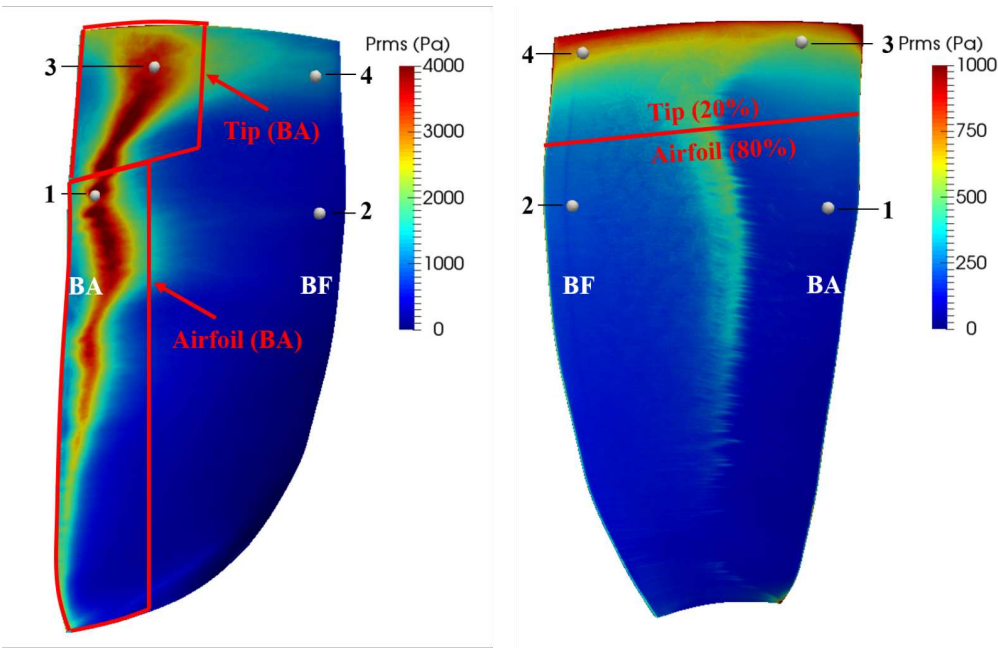 Prms (Pa)
4000
3000
2000
1000
0
3
4
Tip (BA)
1
2
BA
BF
Airfoil (BA)
4
3
Prms (Pa)
1000
750
500
250
0
Tip (20%)
Airfoil (80%)
2
1
BF
BA